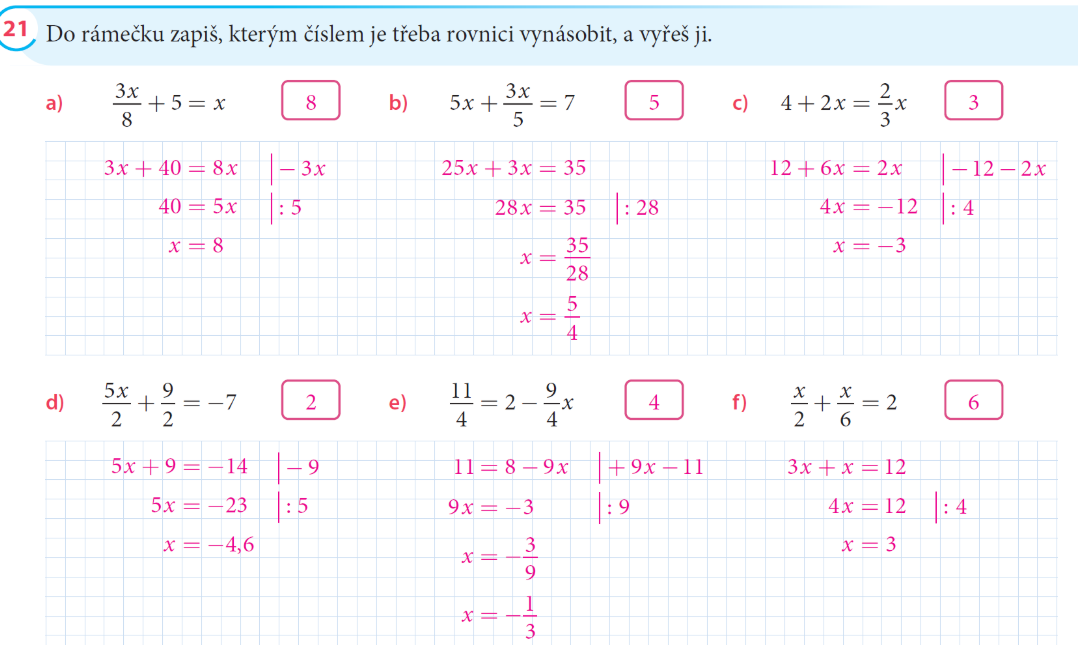 21 Do rámečku zapiš, kterým číslem je třeba rovnici vynásobit, a vyřeš ji.
a) 3x/8 + 5 = x 8
3x + 40 = 8x | − 3x
40 = 5x | : 5
x = 8
b) 5x + 3x/5 = 7 5
25x + 3x = 35
28x = 35 | : 28
x = 35/28
x = 5/4
c) 4 + 2x = 2/3 x 3
12 + 6x = 2x | − 12 − 2x
4x = −12 | : 4
x = −3
d) 5x/2 + 9/2 = −7 2
5x + 9 = −14 | − 9
5x = −23 | : 5
x = −4,6
e) 11/4 = 2 − 9/4 x 4
11 = 8 − 9x | + 9x − 11
9x = −3 | : 9
x = −3/9
x = −1/3
f) x/2 + x/6 = 2 6
3x + x = 12
4x = 12 | : 4
x = 3